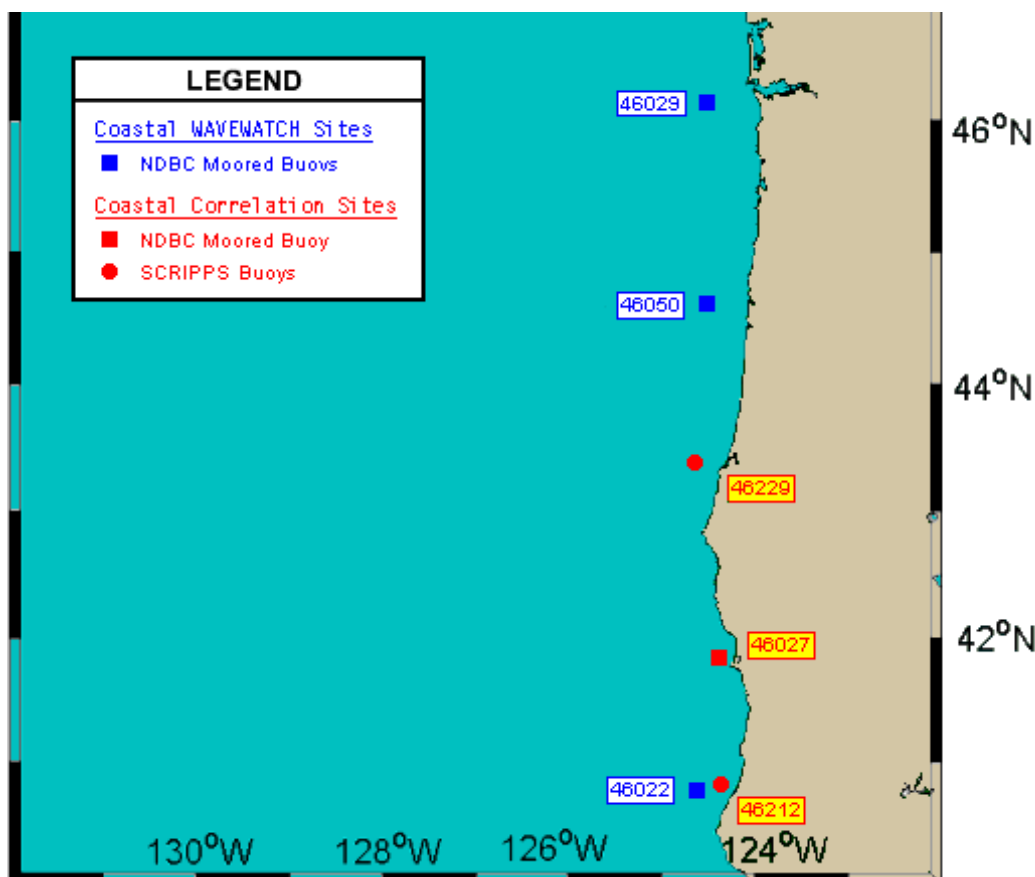 LEGEND
Coastal WAVEWATCH Sites
NDBC Moored Buoys
Coastal Correlation Sites
NDBC Moored Buoy
SCRIPPS Buoys
46029
46°N
46050
44°N
46229
46027
42°N
46022
46212
130°W
128°W
126°W
124°W